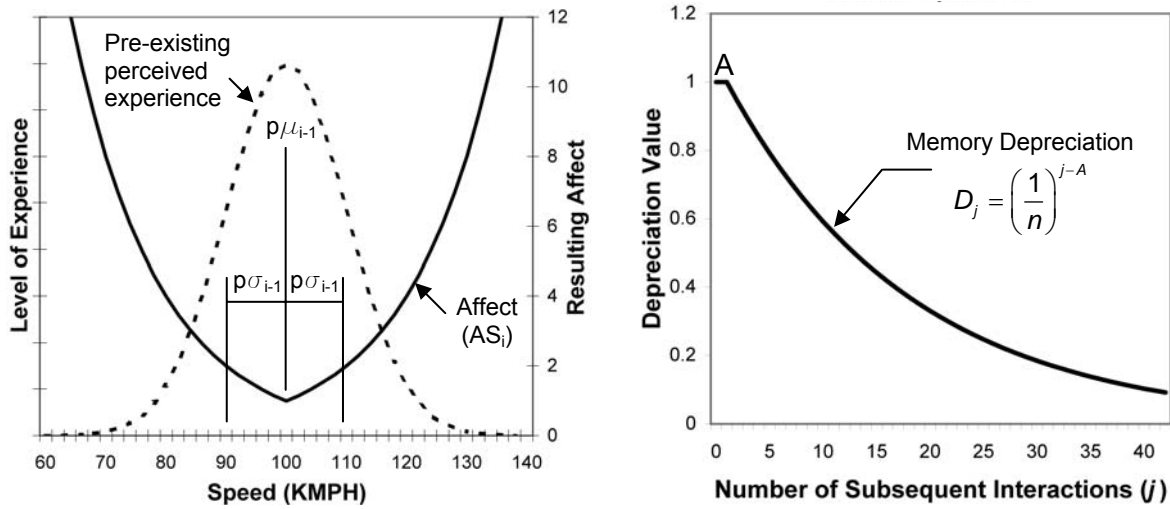 Pre-existing
perceived
experience
pμi-1
pσi-1 pσi-1
Affect
(ASi)
Level of Experience
Resulting Affect
12
10
8
6
4
2
0
60 70 80 90 100 110 120 130 140
Speed (KMPH)
1.2
1
0.8
0.6
0.4
0.2
0
A
Memory Depreciation
Dj = (1/n)^j-A
Depreciation Value
0 5 10 15 20 25 30 35 40
Number of Subsequent Interactions (j)